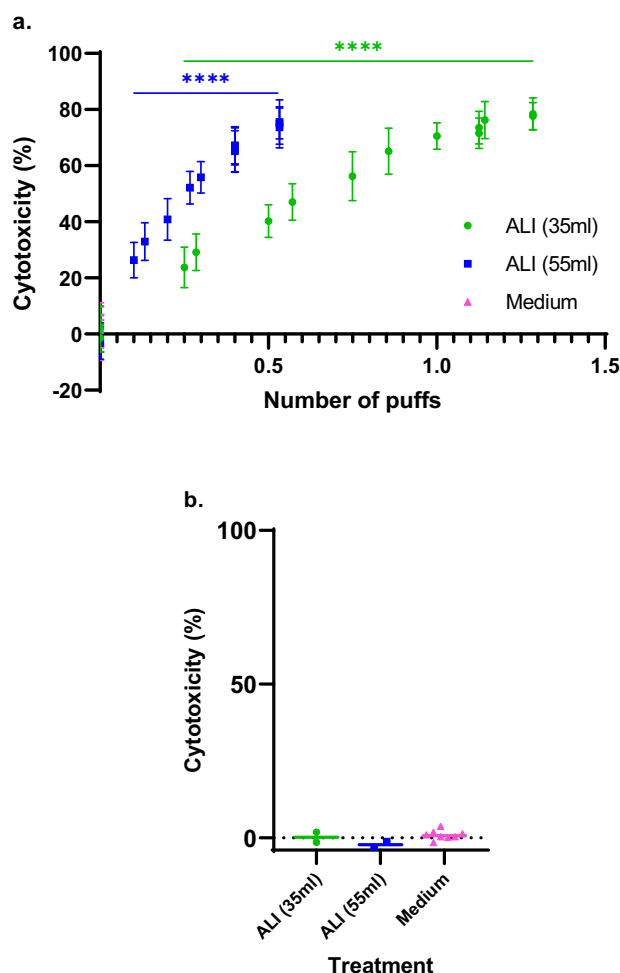 a.
****
****
100
80
60
40
20
0
-20
0.5
1.0
1.5
Cytotoxicity (%)
Number of puffs
ALI (35ml)
ALI (55ml)
Medium
b.
100
50
0
Cytotoxicity (%)
ALI (35ml)
ALI (55ml)
Medium
Treatment